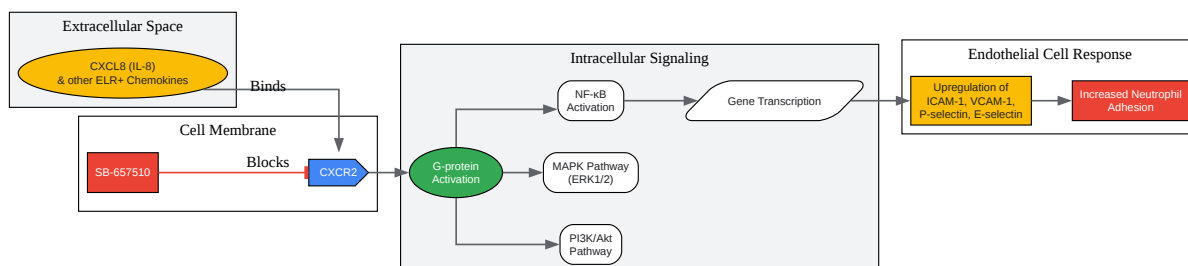 Extracellular Space
CXCL8 (IL-8)
& other ELR+ Chemokines
Binds
Cell Membrane
SB-657510
Blocks
CXCR2
Intracellular Signaling
G-protein
Activation
NF-κB
Activation
Gene Transcription
MAPK Pathway
(ERK1/2)
PI3K/Akt
Pathway
Endothelial Cell Response
Upregulation of
ICAM-1, VCAM-1,
P-selectin, E-selectin
Increased Neutrophil
Adhesion